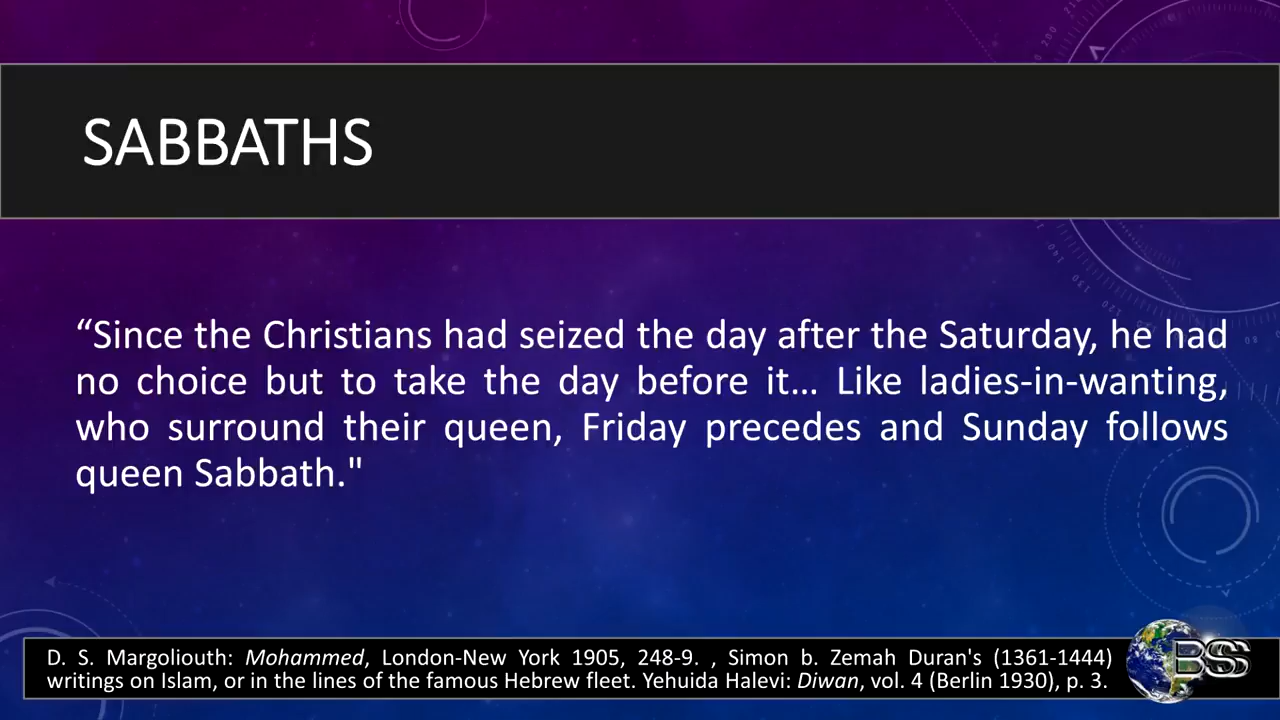 SABBATHS
“Since the Christians had seized the day after the Saturday, he had
no choice but to take the day before it… Like ladies-in-wanting,
who surround their queen, Friday precedes and Sunday follows
queen Sabbath."
D. S. Margoliouth: Mohammed, London-New York 1905, 248-9. , Simon b. Zemah Duran's (1361-1444)
writings on Islam, or in the lines of the famous Hebrew fleet. Yehuida Halevi: Diwan, vol. 4 (Berlin 1930), p. 3.
BSS